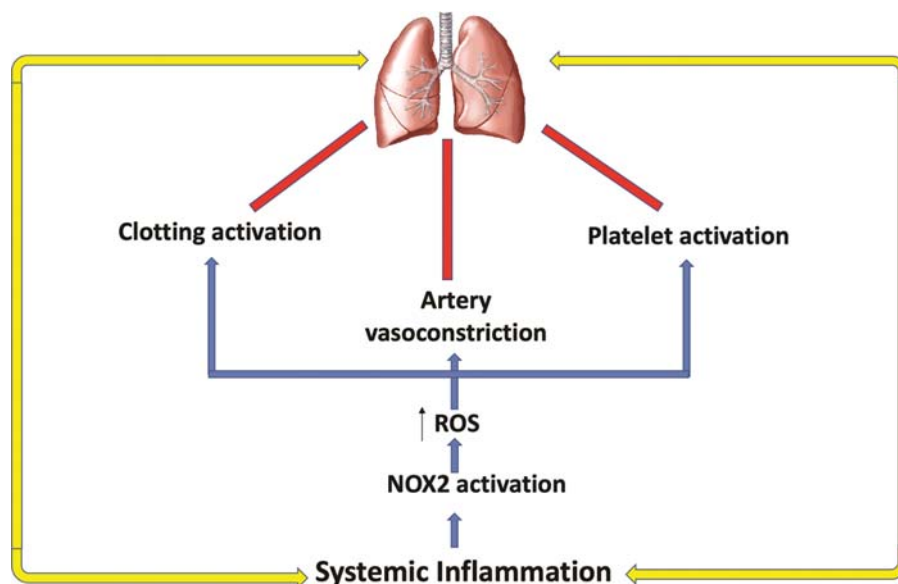 Clotting activation
Platelet activation
Artery
vasoconstriction
ROS
NOX2 activation
Systemic Inflammation